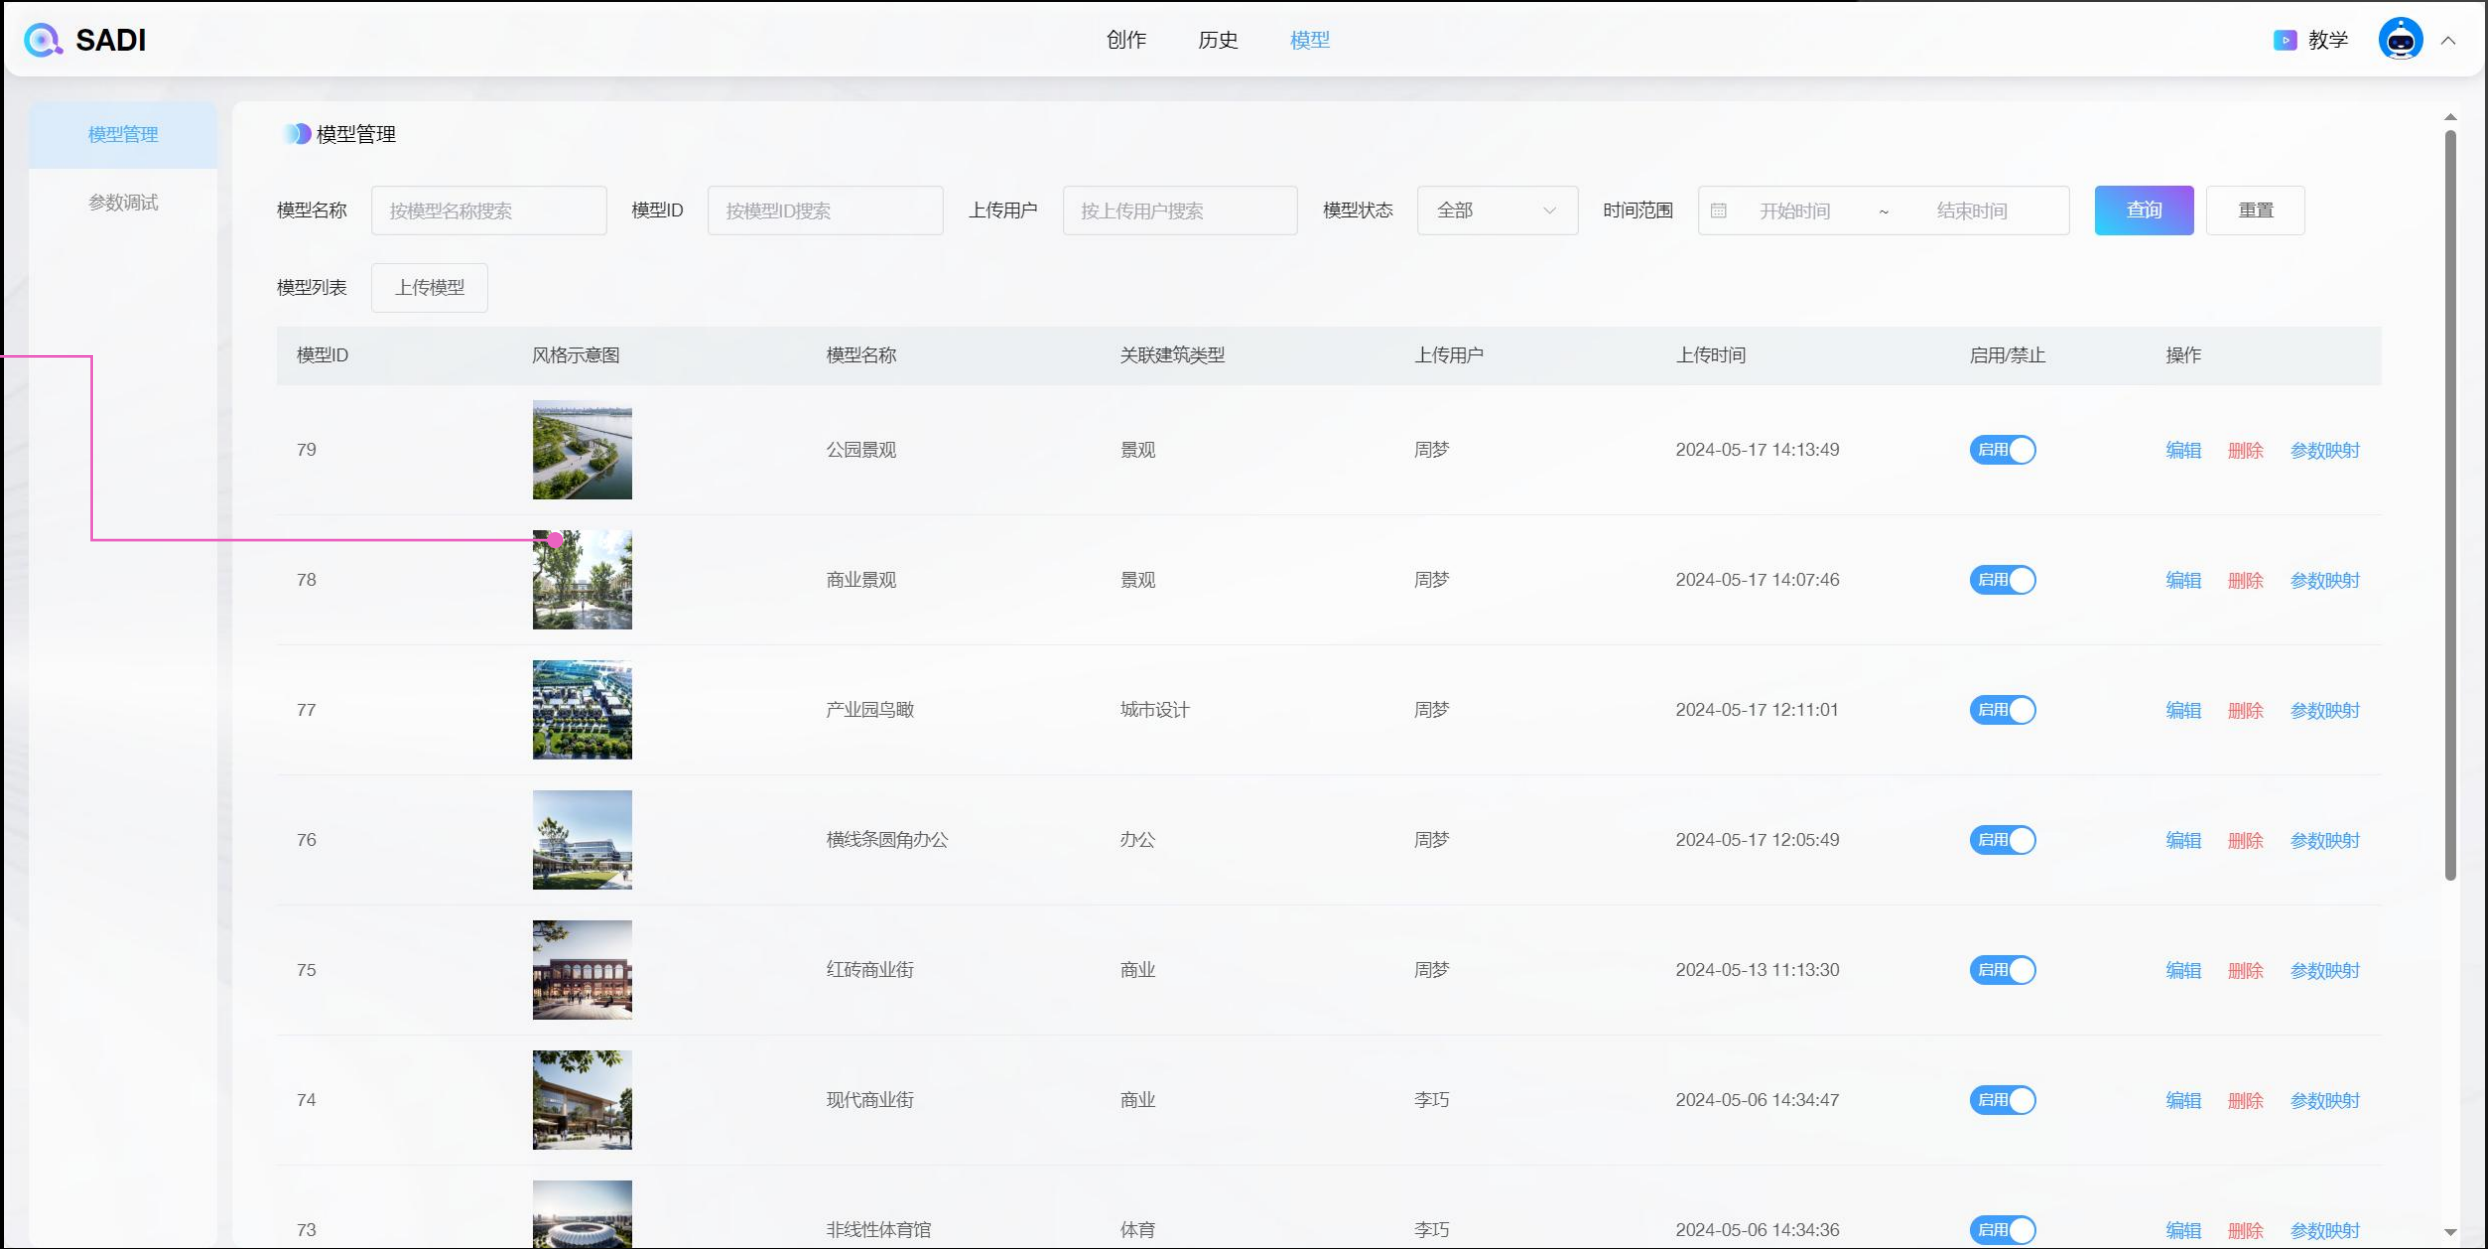 SADI 创作 历史 模型 教学
模型管理
参数调试
模型管理
模型名称 按模型名称搜索 模型ID 按模型ID搜索 上传用户 按上传用户搜索 模型状态 全部 时间范围 开始时间 ~ 结束时间 查询 重置
模型列表 上传模型
模型ID 风格示意图 模型名称 关联建筑类型 上传用户 上传时间 启用/禁止 操作
79 公园景观 景观 周梦 2024-05-17 14:13:49 启用 编辑 删除 参数映射
78 商业景观 景观 周梦 2024-05-17 14:07:46 启用 编辑 删除 参数映射
77 产业园鸟瞰 城市设计 周梦 2024-05-17 12:11:01 启用 编辑 删除 参数映射
76 横线条圆角办公 办公 周梦 2024-05-17 12:05:49 启用 编辑 删除 参数映射
75 红砖商业街 商业 周梦 2024-05-13 11:13:30 启用 编辑 删除 参数映射
74 现代商业街 商业 李巧 2024-05-06 14:34:47 启用 编辑 删除 参数映射
73 非线性体育馆 体育 李巧 2024-05-06 14:34:36 启用 编辑 删除 参数映射